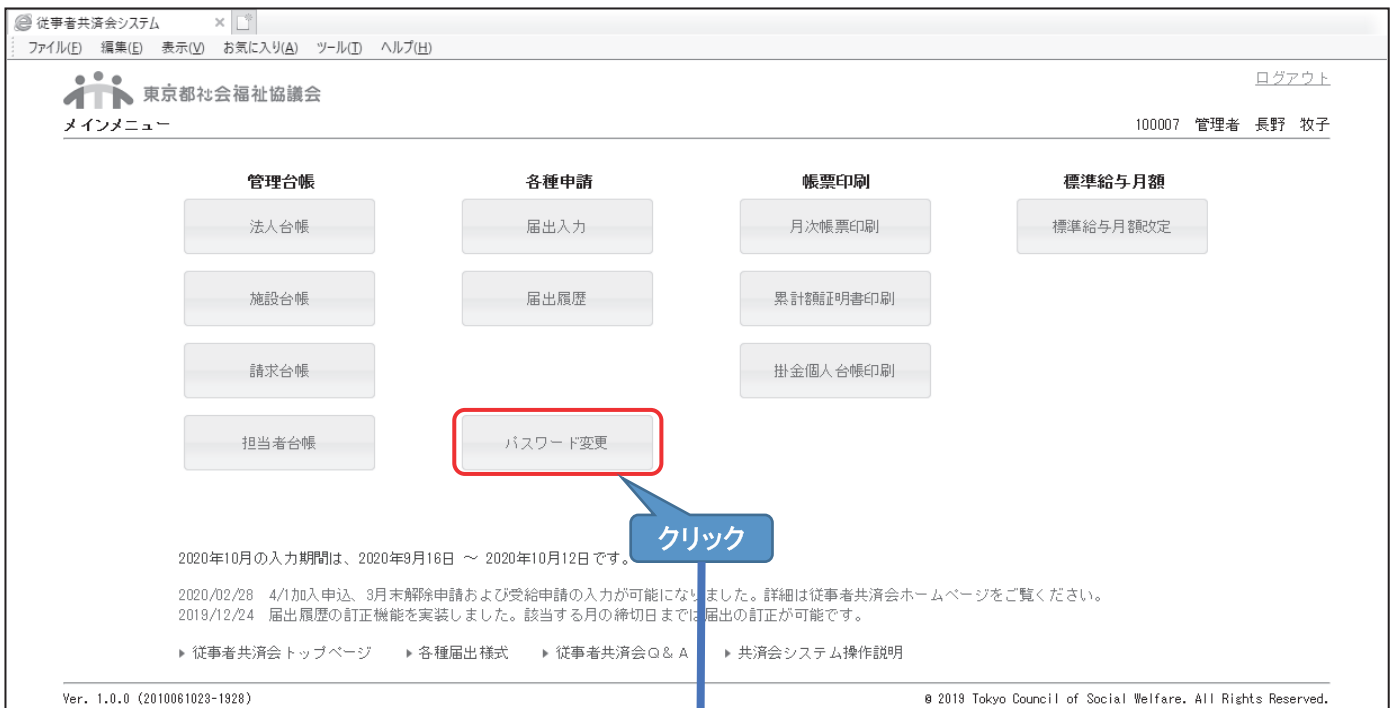 従事者共済会システム
ファイル(F) 編集(E) 表示(V) お気に入り(A) ツール(T) ヘルプ(H)
東京都社会福祉協議会
ログアウト
メインメニュー
100007 管理者 長野 牧子
管理台帳 各種申請 帳票印刷 標準給与月額
法人台帳 届出入力 月次帳票印刷 標準給与月額改定
施設台帳 届出履歴 累計額証明書印刷
請求台帳 掛金個人台帳印刷
担当者台帳 パスワード変更
クリック
2020年10月の入力期間は、2020年9月16日 ～ 2020年10月12日です。
2020/02/28 4/1加入申込、3月末解除申請および受給申請の入力が可能になりました。詳細は従事者共済会ホームページをご覧ください。
2019/12/24 届出履歴の訂正機能を実装しました。該当する月の締切日までは届出の訂正が可能です。
従事者共済会トップページ 各種届出様式 従事者共済会Q&A 共済会システム操作説明
Ver. 1.0.0 (2010061023-1928)
© 2019 Tokyo Council of Social Welfare. All Rights Reserved.